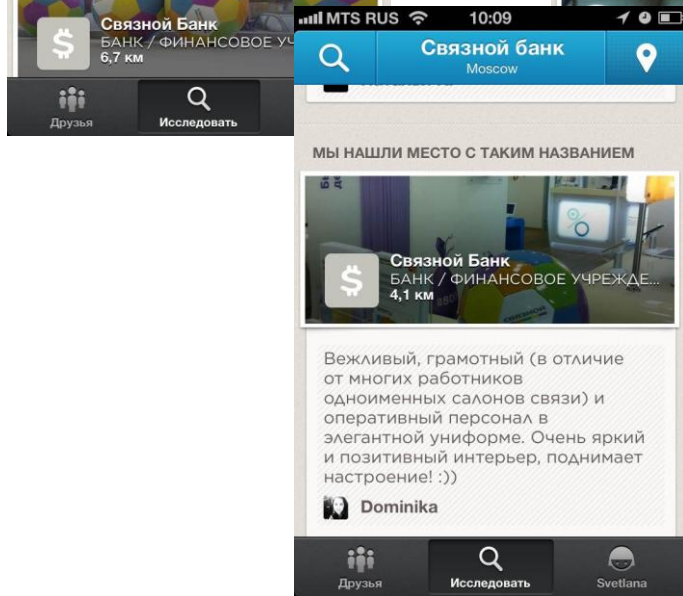 Связной Банк
БАНК / ФИНАНСОВОЕ УЧ
6,7 км
Друзья
Исследовать
MTS RUS
10:09
Связной банк
Moscow
МЫ НАШЛИ МЕСТО С ТАКИМ НАЗВАНИЕМ
Связной Банк
БАНК / ФИНАНСОВОЕ УЧРЕЖДЕ...
4,1 км
Вежливый, грамотный (в отличие
от многих работников
одноименных салонов связи) и
оперативный персонал в
элегантной униформе. Очень яркий
и позитивный интерьер, поднимает
настроение! :))
Dominika
Друзья
Исследовать
Svetlana